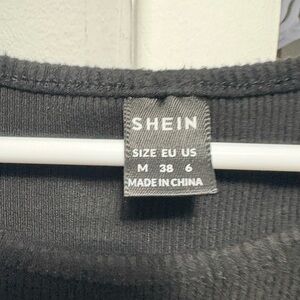 SHEIN
SIZE EU US
M 38 6
MADE IN CHINA